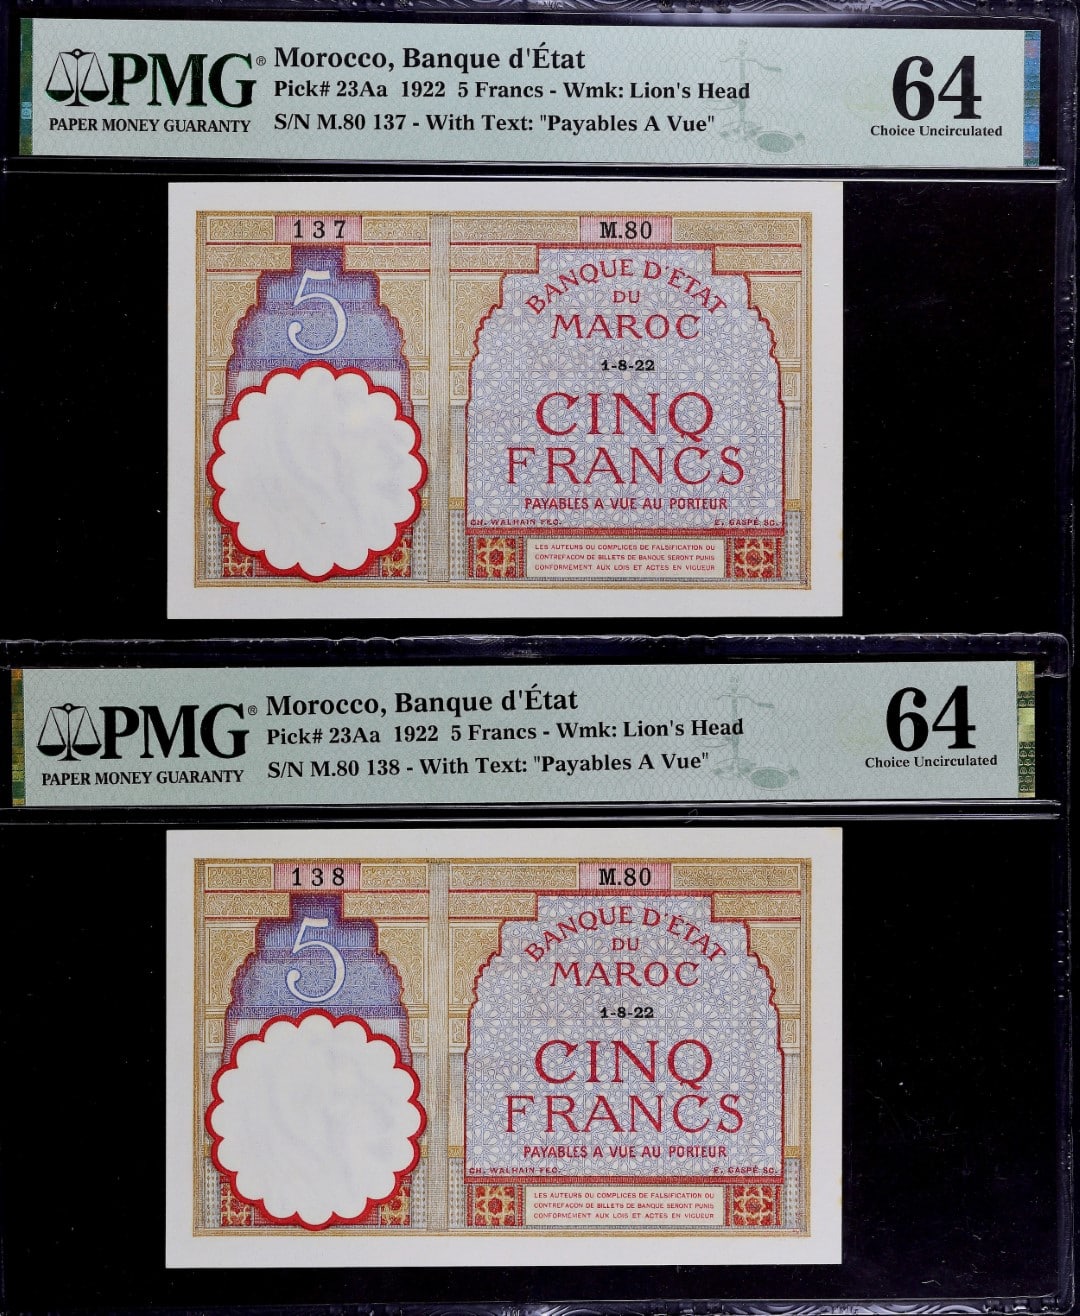 PMG®
PAPER MONEY GUARANTY
Morocco, Banque d'État
Pick# 23Aa 1922 5 Francs - Wmk: Lion's Head
S/N M.80 137 - With Text: "Payables A Vue"
64
Choice Uncirculated
137
M.80
5
BANQUE D'ÉTAT
DU
MAROC
1-8-22
CINQ
FRANCS
PAYABLES A VUE AU PORTEUR
CH. WALHAIN FEC.
E. GASPÉ SC.
LES AUTEURS OU COMPLICES DE FALSIFICATION OU
CONTREFACON DE BILLETS DE BANQUE SERONT PUNIS
CONFORMÉMENT AUX LOIS ET ACTES EN VIGUEUR
PMG®
PAPER MONEY GUARANTY
Morocco, Banque d'État
Pick# 23Aa 1922 5 Francs - Wmk: Lion's Head
S/N M.80 138 - With Text: "Payables A Vue"
64
Choice Uncirculated
138
M.80
5
BANQUE D'ÉTAT
DU
MAROC
1-8-22
CINQ
FRANCS
PAYABLES A VUE AU PORTEUR
CH. WALHAIN FEC.
E. GASPÉ SC.
LES AUTEURS OU COMPLICES DE FALSIFICATION OU
CONTREFACON DE BILLETS DE BANQUE SERONT PUNIS
CONFORMÉMENT AUX LOIS ET ACTES EN VIGUEUR